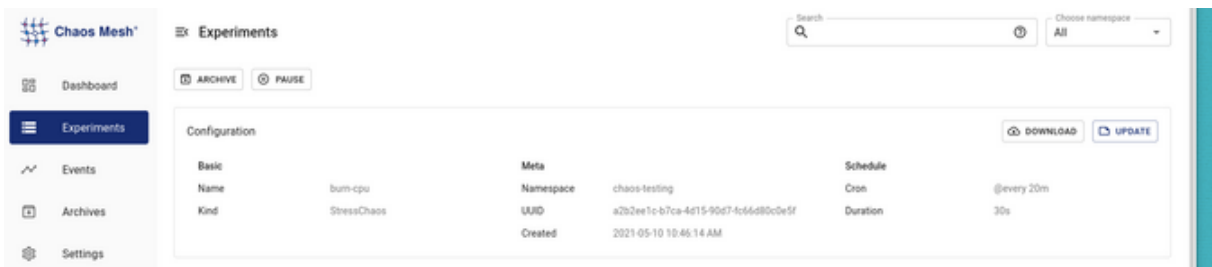 Chaos Mesh®
Experiments
Search
Choose namespace
All
Dashboard
ARCHIVE PAUSE
Experiments
Configuration
DOWNLOAD UPDATE
Basic Meta Schedule
Name burn-cpu Namespace chaos-testing Cron @every 20m
Kind StressChaos UUID a2b2ee1c-b7ca-4d15-90d7-fc66d80c0e5f Duration 30s
Created 2021-05-10 10:46:14 AM
Events
Archives
Settings